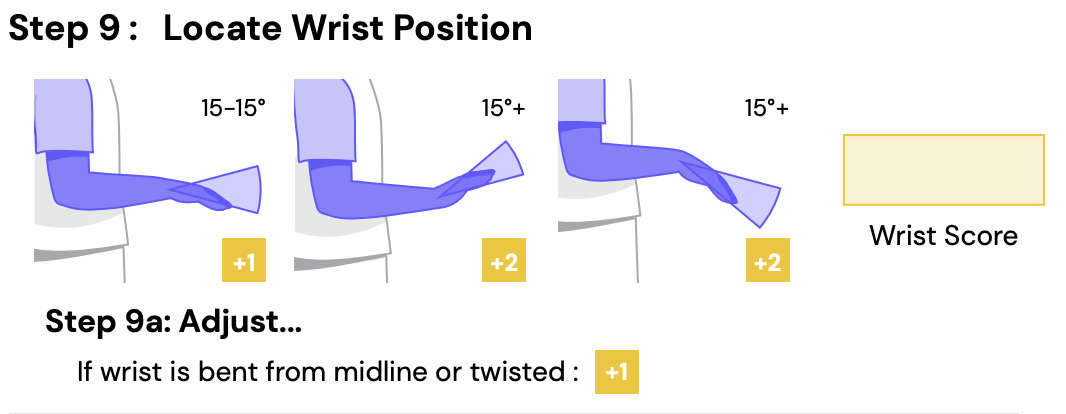 Step 9 : Locate Wrist Position
15-15°
15°+
15°+
+1
+2
+2
Wrist Score
Step 9a: Adjust...
If wrist is bent from midline or twisted : +1